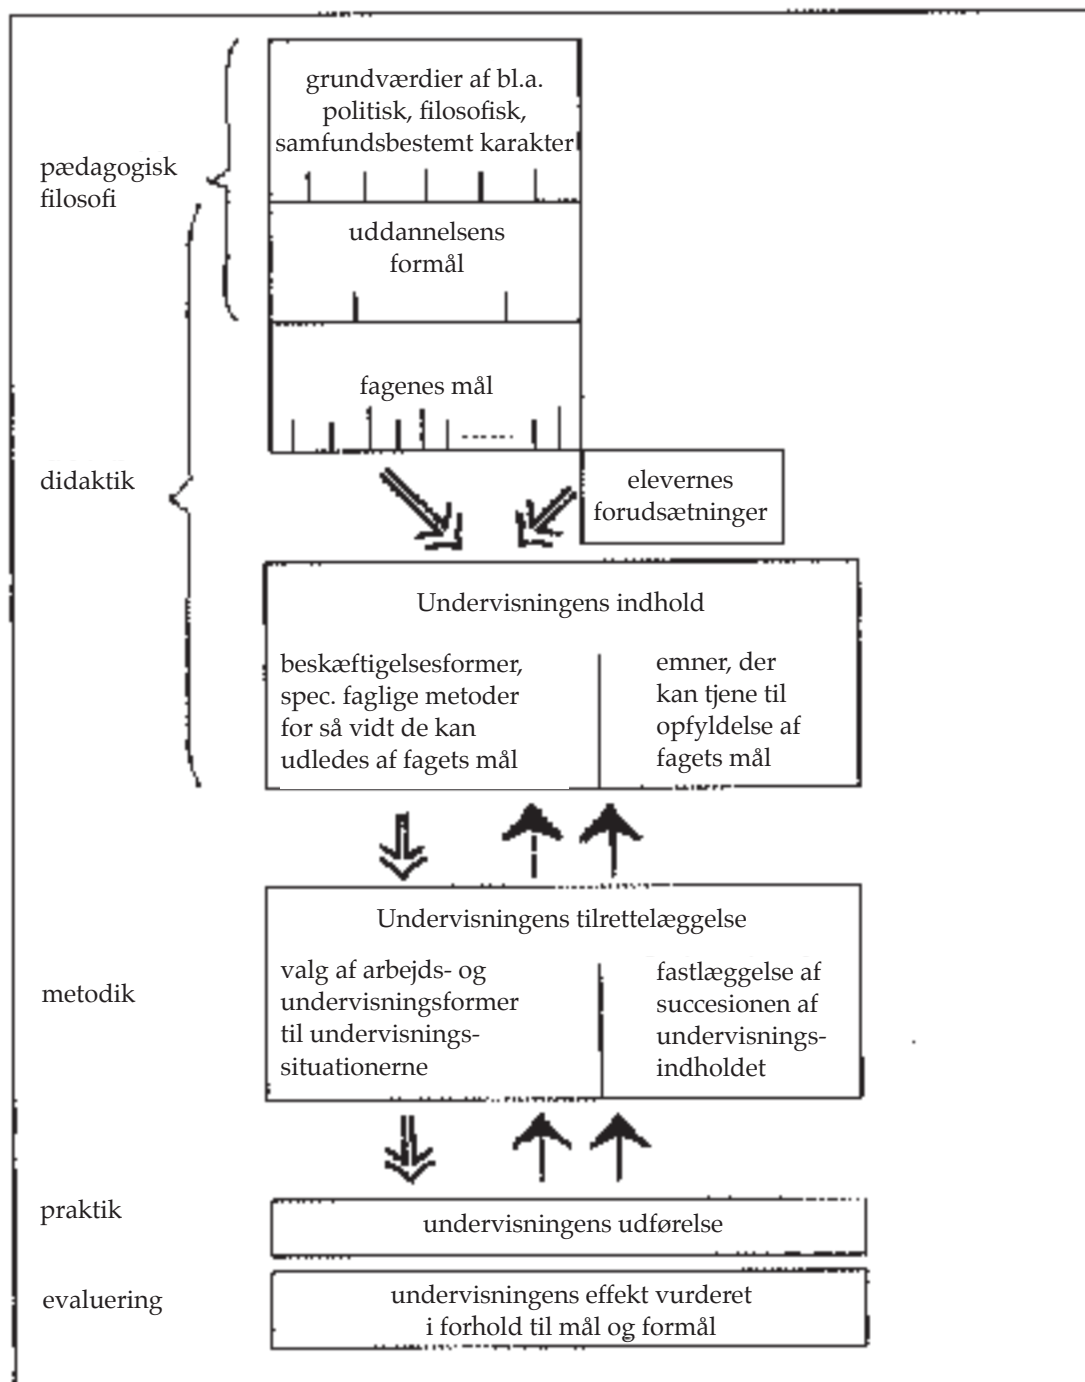 grundværdier af bl.a.
politisk, filosofisk,
samfundsbestemt karakter
pædagogisk
filosofi
uddannelsens
formål
fagenes mål
didaktik
elevernes
forudsætninger
Undervisningens indhold
beskæftigelsesformer,
spec. faglige metoder
for så vidt de kan
udledes af fagets mål
emner, der
kan tjene til
opfyldelse af
fagets mål
Undervisningens tilrettelæggelse
metodik
valg af arbejds- og
undervisningsformer
til undervisnings-
situationerne
fastlæggelse af
succesionen af
undervisnings-
indholdet
praktik
undervisningens udførelse
evaluering
undervisningens effekt vurderet
i forhold til mål og formål